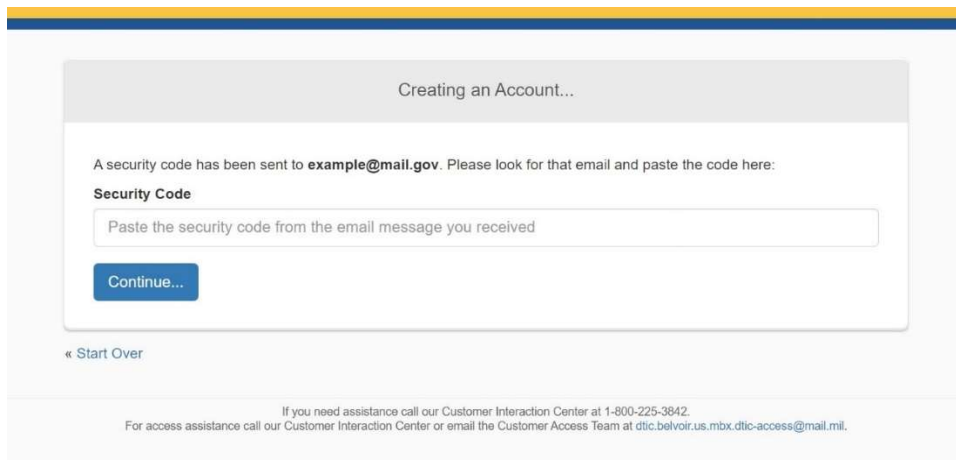 Creating an Account...
A security code has been sent to example@mail.gov. Please look for that email and paste the code here:
Security Code
Paste the security code from the email message you received
Continue...
« Start Over
If you need assistance call our Customer Interaction Center at 1-800-225-3842.
For access assistance call our Customer Interaction Center or email the Customer Access Team at dtic.belvoir.us.mbx.dtic-access@mail.mil.